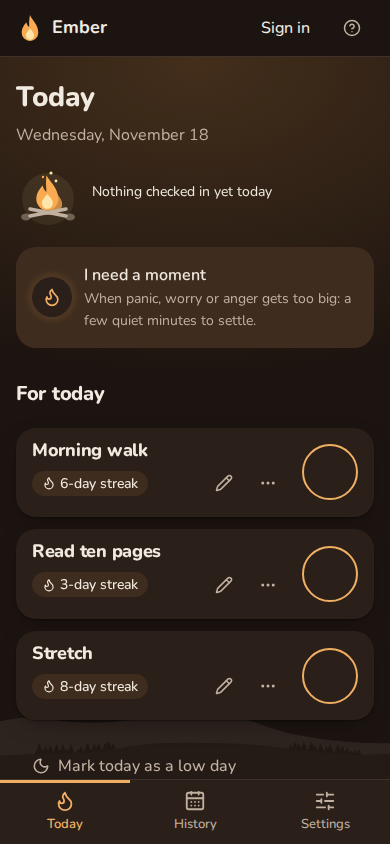 Ember
Sign in
Today
Wednesday, November 18
Nothing checked in yet today
I need a moment
When panic, worry or anger gets too big: a
few quiet minutes to settle.
For today
Morning walk
6-day streak
Read ten pages
3-day streak
Stretch
8-day streak
Mark today as a low day
Today
History
Settings